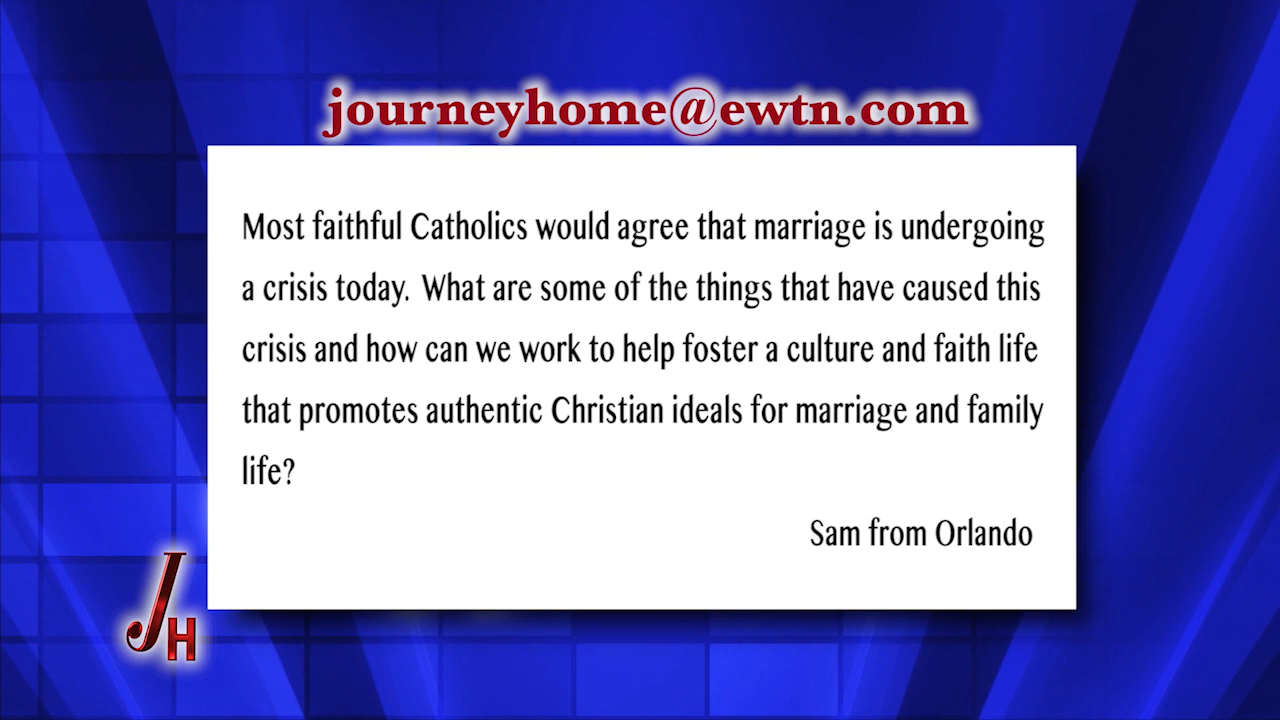 journeyhome@ewtn.com
Most faithful Catholics would agree that marriage is undergoing
a crisis today.  What are some of the things that have caused this
crisis and how can we work to help foster a culture and faith life
that promotes authentic Christian ideals for marriage and family
life?
Sam from Orlando
JH